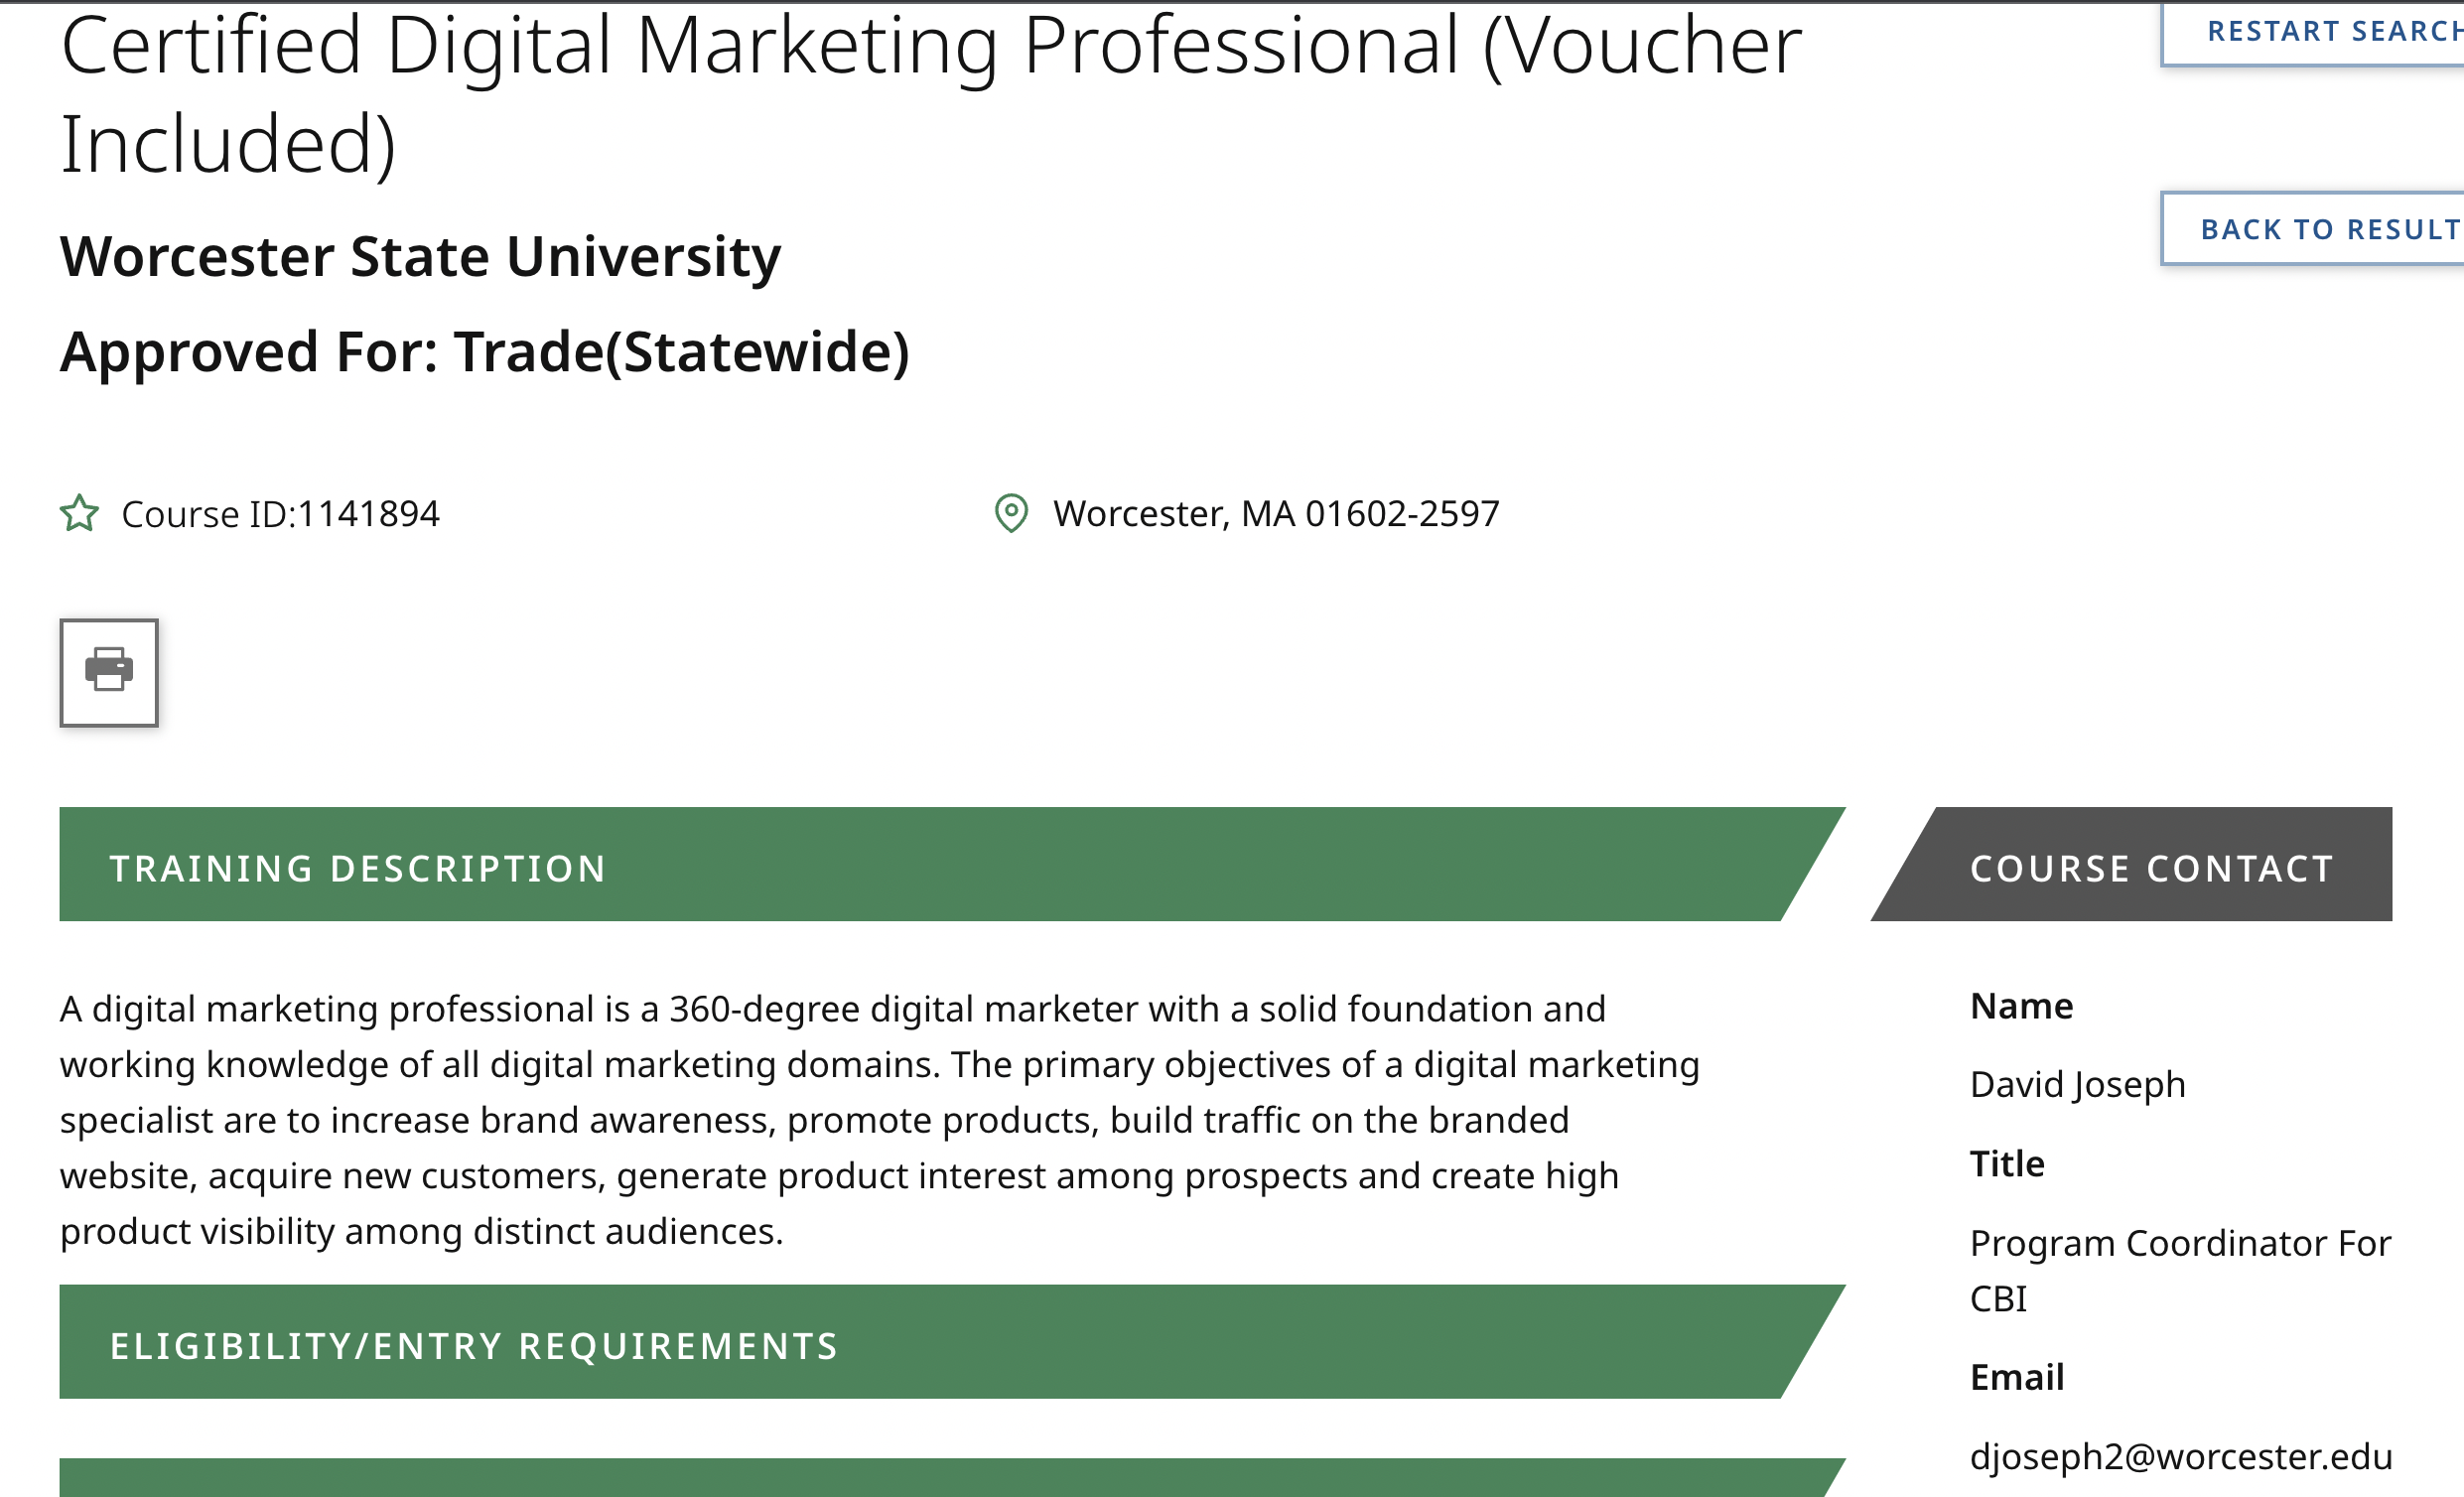 Certified Digital Marketing Professional (Voucher
Included)
RESTART SEARCH
BACK TO RESULT
Worcester State University
Approved For: Trade(Statewide)
Course ID:1141894
Worcester, MA 01602-2597
TRAINING DESCRIPTION
A digital marketing professional is a 360-degree digital marketer with a solid foundation and
working knowledge of all digital marketing domains. The primary objectives of a digital marketing
specialist are to increase brand awareness, promote products, build traffic on the branded
website, acquire new customers, generate product interest among prospects and create high
product visibility among distinct audiences.
ELIGIBILITY/ENTRY REQUIREMENTS
COURSE CONTACT
Name
David Joseph
Title
Program Coordinator For
CBI
Email
djoseph2@worcester.edu